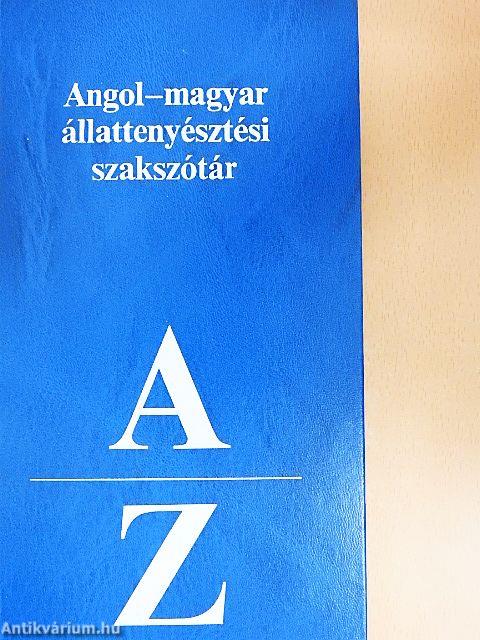 Angol–magyar
állattenyésztési
szakszótár
A
Z
Antikvárium.hu